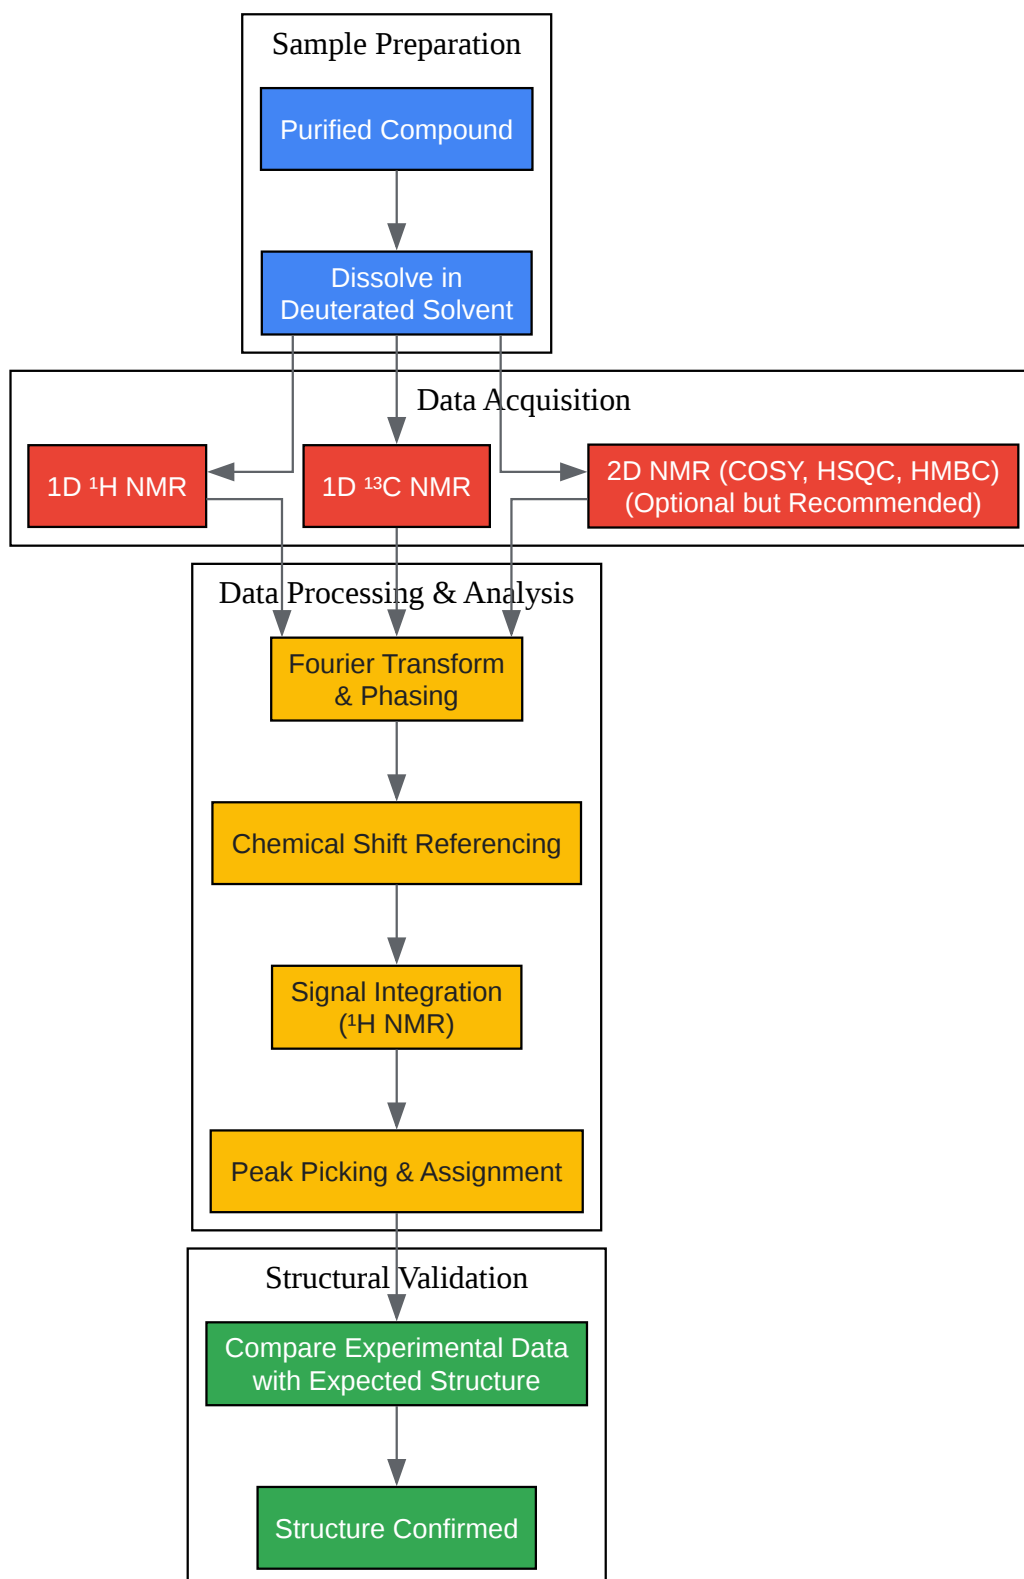 Sample Preparation
Purified Compound
Dissolve in
Deuterated Solvent
Data Acquisition
1D ¹H NMR
1D ¹³C NMR
2D NMR (COSY, HSQC, HMBC)
(Optional but Recommended)
Data Processing & Analysis
Fourier Transform
& Phasing
Chemical Shift Referencing
Signal Integration
(¹H NMR)
Peak Picking & Assignment
Structural Validation
Compare Experimental Data
with Expected Structure
Structure Confirmed